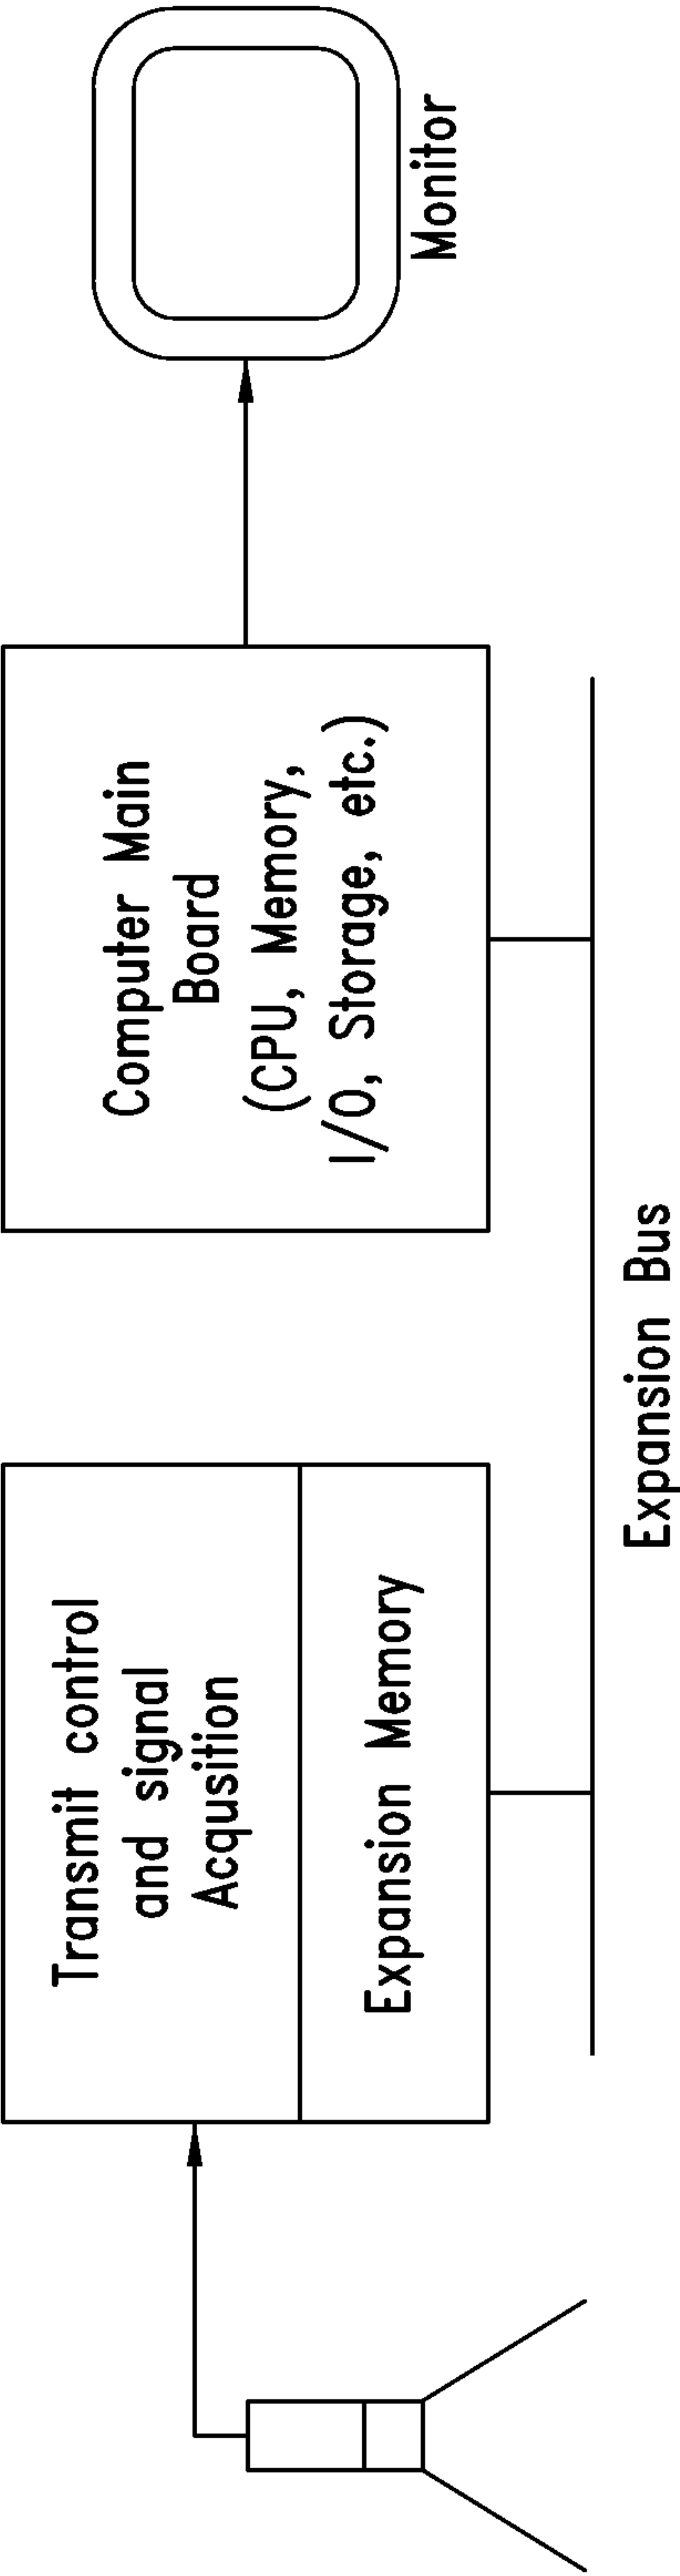 Transmit control
and signal
Acqusition
Expansion Memory
Computer Main
Board
(CPU, Memory,
I/O, Storage, etc.)
Monitor
Expansion Bus